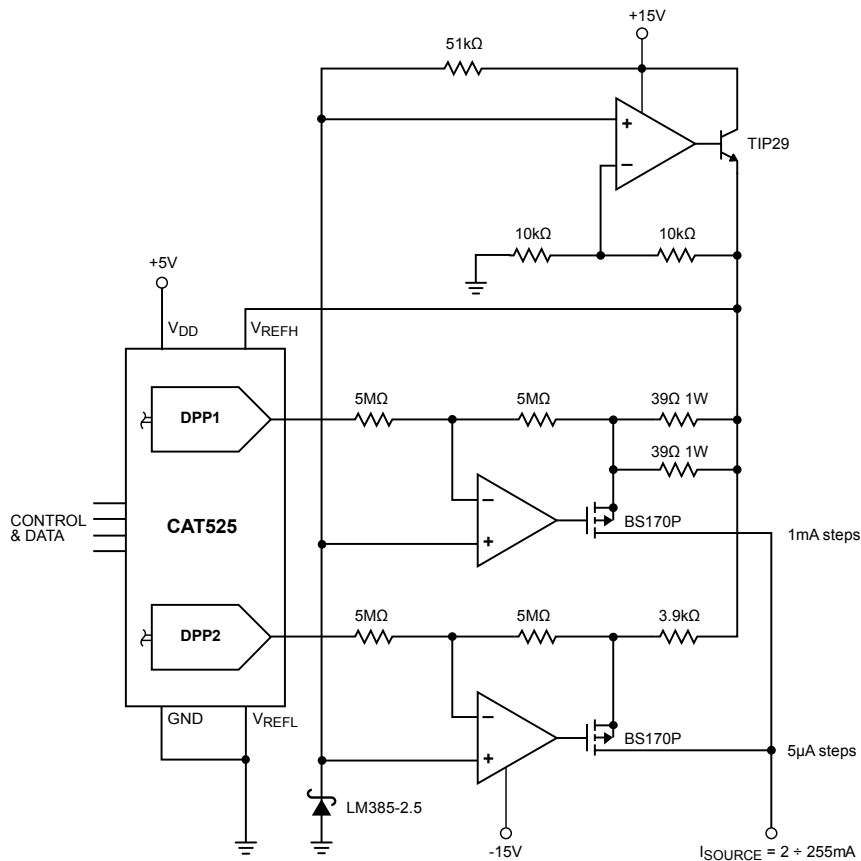 +15V
51kΩ
+
−
TIP29
10kΩ
10kΩ
+5V
VDD
VREFH
DPP1
5MΩ
5MΩ
39Ω 1W
39Ω 1W
−
+
BS170P
1mA steps
CONTROL
& DATA
CAT525
DPP2
5MΩ
5MΩ
3.9kΩ
−
+
BS170P
5µA steps
GND
VREFL
LM385-2.5
-15V
ISOURCE = 2 ÷ 255mA